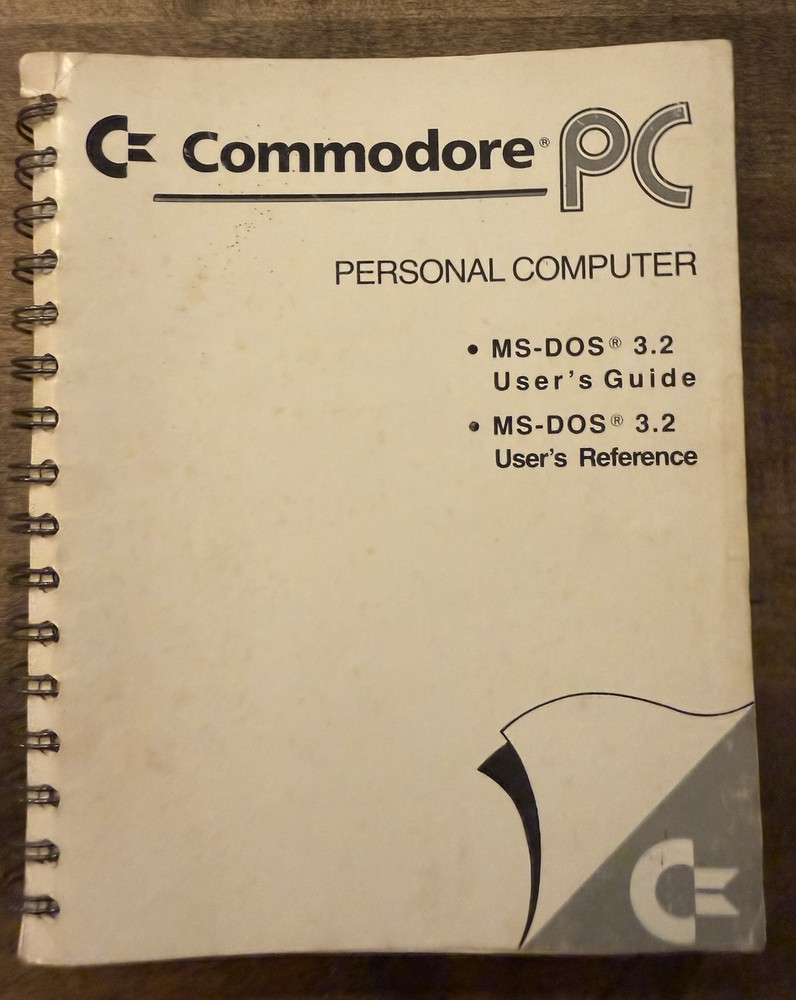 Commodore® PC
PERSONAL COMPUTER
• MS-DOS® 3.2
User's Guide
• MS-DOS® 3.2
User's Reference